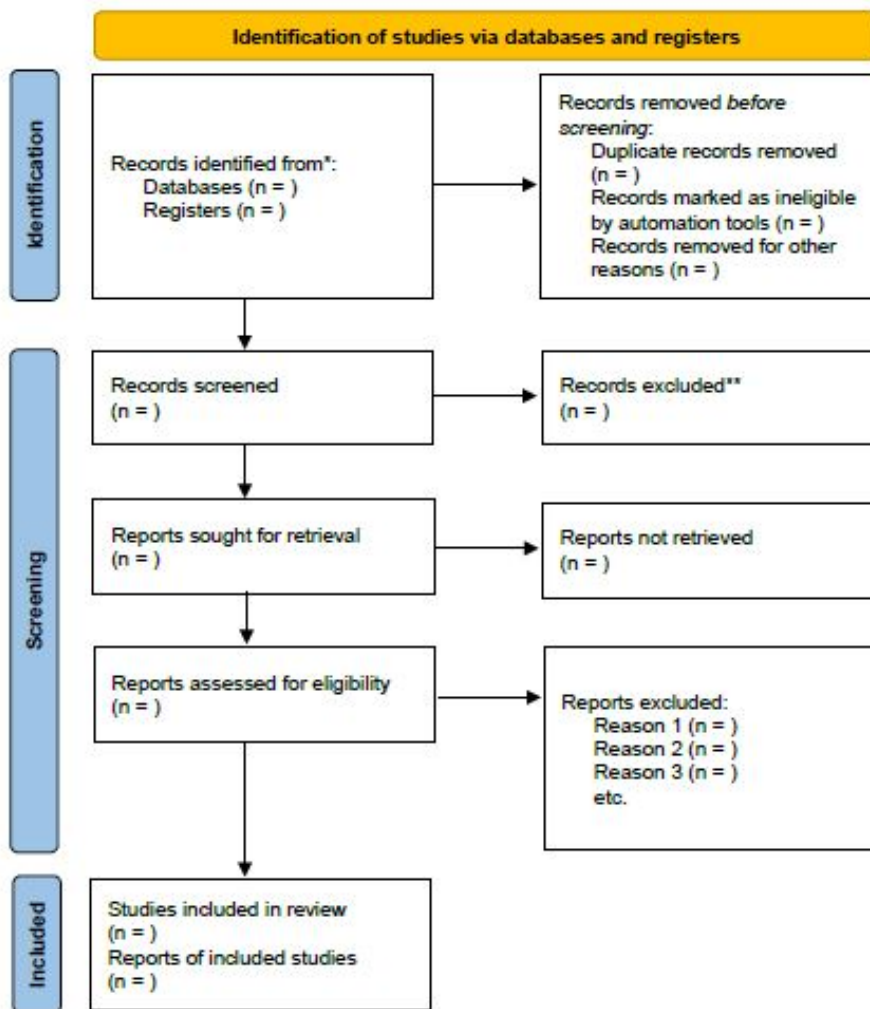 Identification of studies via databases and registers
Identification
Records identified from*:
Databases (n = )
Registers (n = )
Records removed before
screening:
Duplicate records removed
(n = )
Records marked as ineligible
by automation tools (n = )
Records removed for other
reasons (n = )
Screening
Records screened
(n = )
Records excluded**
(n = )
Reports sought for retrieval
(n = )
Reports not retrieved
(n = )
Reports assessed for eligibility
(n = )
Reports excluded:
Reason 1 (n = )
Reason 2 (n = )
Reason 3 (n = )
etc.
Included
Studies included in review
(n = )
Reports of included studies
(n = )